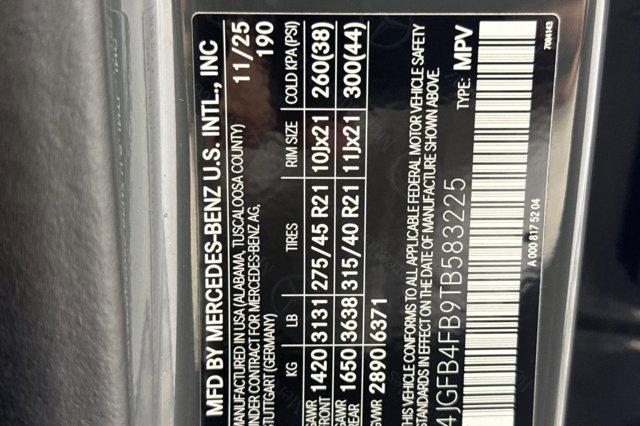 MFD BY MERCEDES-BENZ U.S. INTL., INC
MANUFACTURED IN USA (ALABAMA, TUSCALOOSA COUNTY) 11/25
UNDER CONTRACT FOR MERCEDES-BENZ AG, 190
STUTTGART (GERMANY)
KG LB TIRES RIM SIZE COLD KPA(PSI)
GAWR 1420 3131 275/45 R21 10Jx21 260(38)
FRONT
GAWR 1650 3638 315/40 R21 11Jx21 300(44)
REAR
GVWR 2890 6371
THIS VEHICLE CONFORMS TO ALL APPLICABLE FEDERAL MOTOR VEHICLE SAFETY
AND THEFT PREVENTION STANDARDS IN EFFECT ON THE DATE OF MANUFACTURE SHOWN ABOVE.
4JGFB4FB9TB583225 TYPE: MPV
A 000 817 52 04
7084143